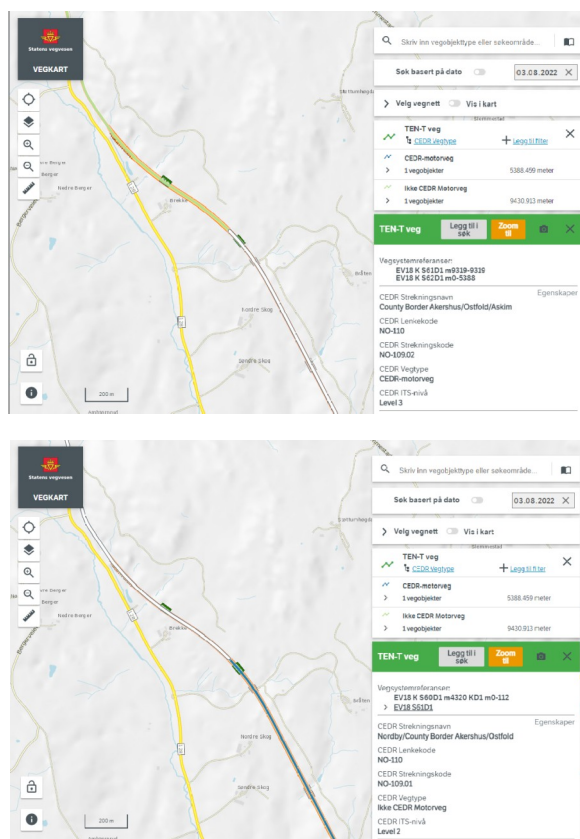 Statens vegvesen
VEGKART
Skriv inn vegobjekttype eller søkeområde...
Søk basert på dato
03.08.2022
Velg vegnett
Vis i kart
TEN-T veg
CEDR Vegtype
Legg til filter
CEDR-motorveg
1 vegobjekter
5388.459 meter
Ikke CEDR Motorveg
1 vegobjekter
9430.913 meter
TEN-T veg
Legg til i søk
Zoom til
Vegsystemreferanser:
EV18 K S61D1 m9319-9329
EV18 K S62D1 m0-5388
Egenskaper
CEDR Strekningsnavn
County Border Akershus/Ostfold/Askim
CEDR Lenkekode
NO-110
CEDR Strekningskode
NO-109.02
CEDR Vegtype
CEDR-motorveg
CEDR ITS-nivå
Level 3
Nedre Berger
Brekke
Nordre Skog
Søndre Skog
Bråten
200 m
Statens vegvesen
VEGKART
Skriv inn vegobjekttype eller søkeområde...
Søk basert på dato
03.08.2022
Velg vegnett
Vis i kart
TEN-T veg
CEDR Vegtype
Legg til filter
CEDR-motorveg
1 vegobjekter
5388.459 meter
Ikke CEDR Motorveg
1 vegobjekter
9430.913 meter
TEN-T veg
Legg til i søk
Zoom til
Vegsystemreferanser:
EV18 K S60D1 m4320 KD1 m0-112
EV18 S61D1
Egenskaper
CEDR Strekningsnavn
Nordby/County Border Akershus/Ostfold
CEDR Lenkekode
NO-110
CEDR Strekningskode
NO-109.01
CEDR Vegtype
Ikke CEDR Motorveg
CEDR ITS-nivå
Level 2
Nedre Berger
Brekke
Nordre Skog
Søndre Skog
Bråten
200 m